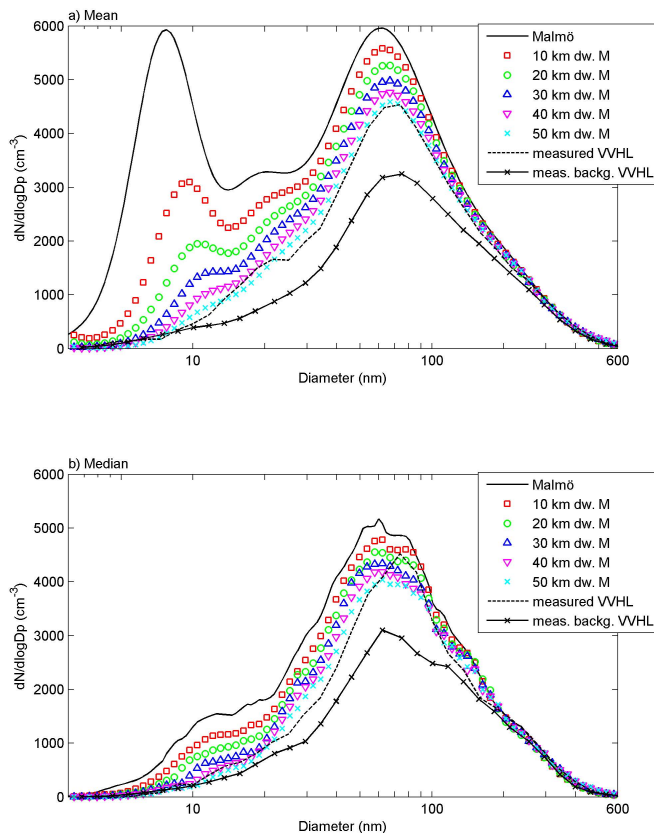 a) Mean
6000
5000
4000
3000
2000
1000
0
dN/dlogDp (cm⁻³)
10
100
600
Diameter (nm)
Malmö
10 km dw. M
20 km dw. M
30 km dw. M
40 km dw. M
50 km dw. M
measured VVHL
meas. backg. VVHL
b) Median
6000
5000
4000
3000
2000
1000
0
dN/dlogDp (cm⁻³)
10
100
600
Diameter (nm)
Malmö
10 km dw. M
20 km dw. M
30 km dw. M
40 km dw. M
50 km dw. M
measured VVHL
meas. backg. VVHL